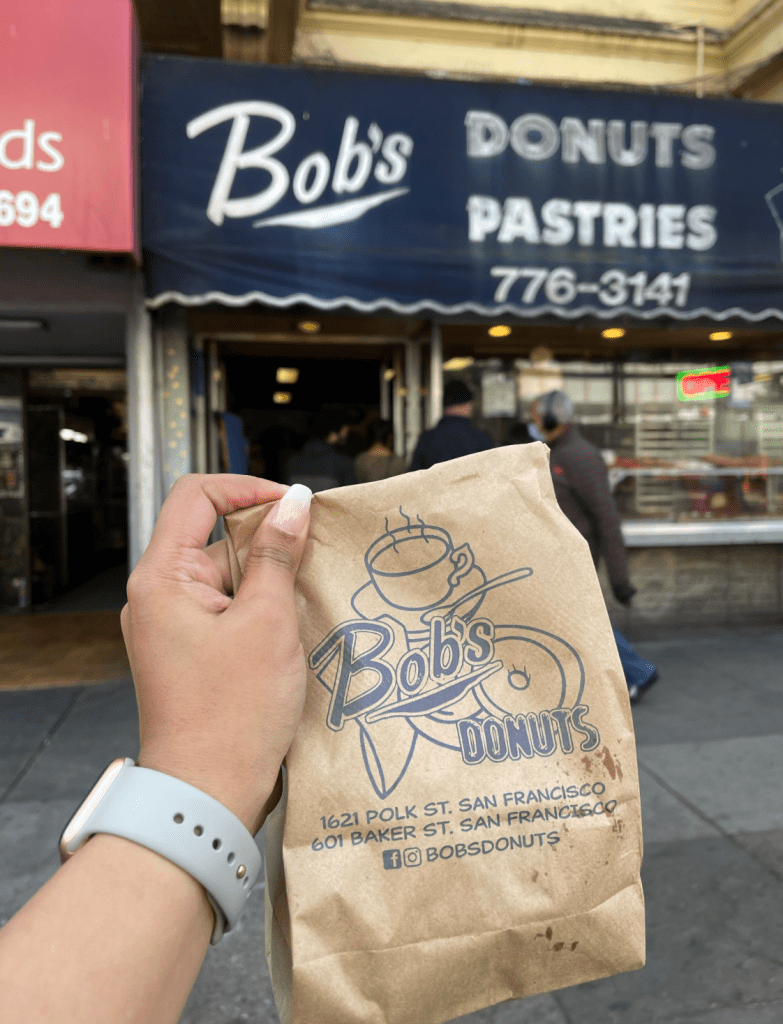 ds
694
Bob's
DONUTS
PASTRIES
776-3141
OPEN
Bob's
DONUTS
1621 POLK ST. SAN FRANCISCO
601 BAKER ST. SAN FRANCISCO
f BOBSDONUTS